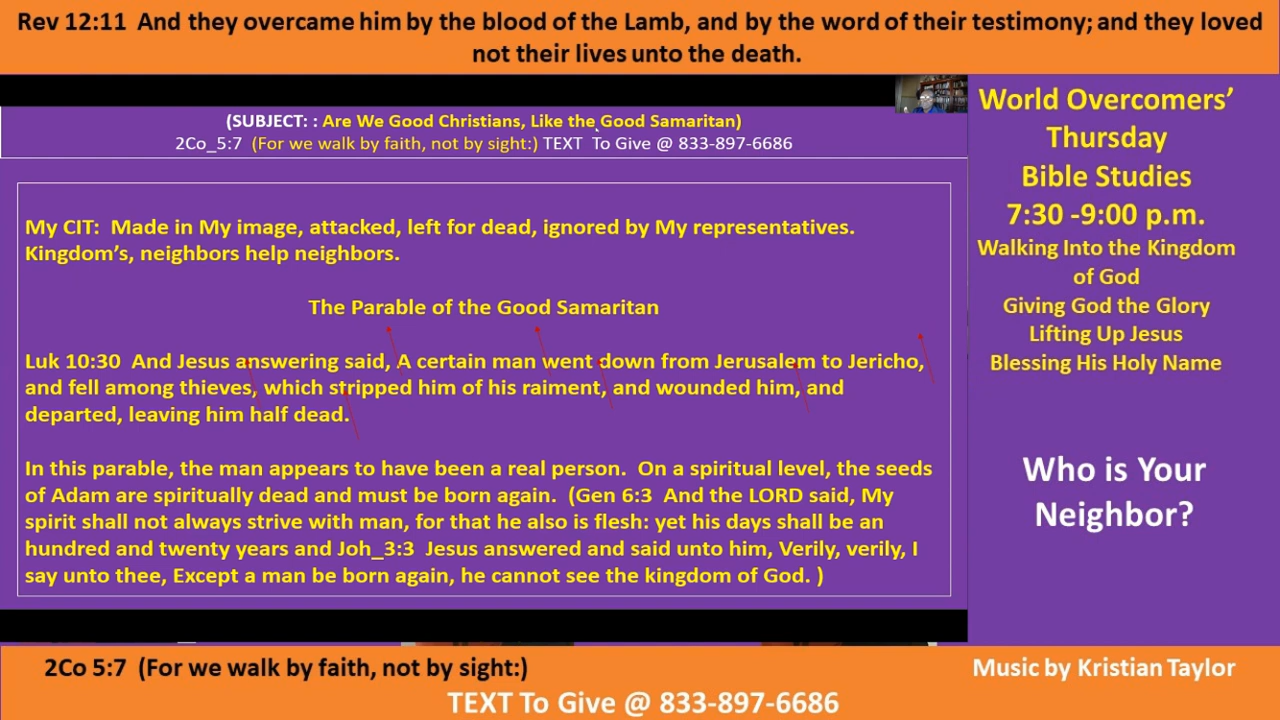 Rev 12:11  And they overcame him by the blood of the Lamb, and by the word of their testimony; and they loved
not their lives unto the death.
(SUBJECT: : Are We Good Christians, Like the Good Samaritan)
2Co_5:7  (For we walk by faith, not by sight:) TEXT  To Give @ 833-897-6686
My CIT:  Made in My image, attacked, left for dead, ignored by My representatives.
Kingdom’s, neighbors help neighbors.
The Parable of the Good Samaritan
Luk 10:30  And Jesus answering said, A certain man went down from Jerusalem to Jericho,
and fell among thieves, which stripped him of his raiment, and wounded him, and
departed, leaving him half dead.
In this parable, the man appears to have been a real person.  On a spiritual level, the seeds
of Adam are spiritually dead and must be born again.  (Gen 6:3  And the LORD said, My
spirit shall not always strive with man, for that he also is flesh: yet his days shall be an
hundred and twenty years and Joh_3:3  Jesus answered and said unto him, Verily, verily, I
say unto thee, Except a man be born again, he cannot see the kingdom of God. )
World Overcomers’
Thursday
Bible Studies
7:30 -9:00 p.m.
Walking Into the Kingdom
of God
Giving God the Glory
Lifting Up Jesus
Blessing His Holy Name
Who is Your
Neighbor?
2Co 5:7  (For we walk by faith, not by sight:)
Music by Kristian Taylor
TEXT To Give @ 833-897-6686